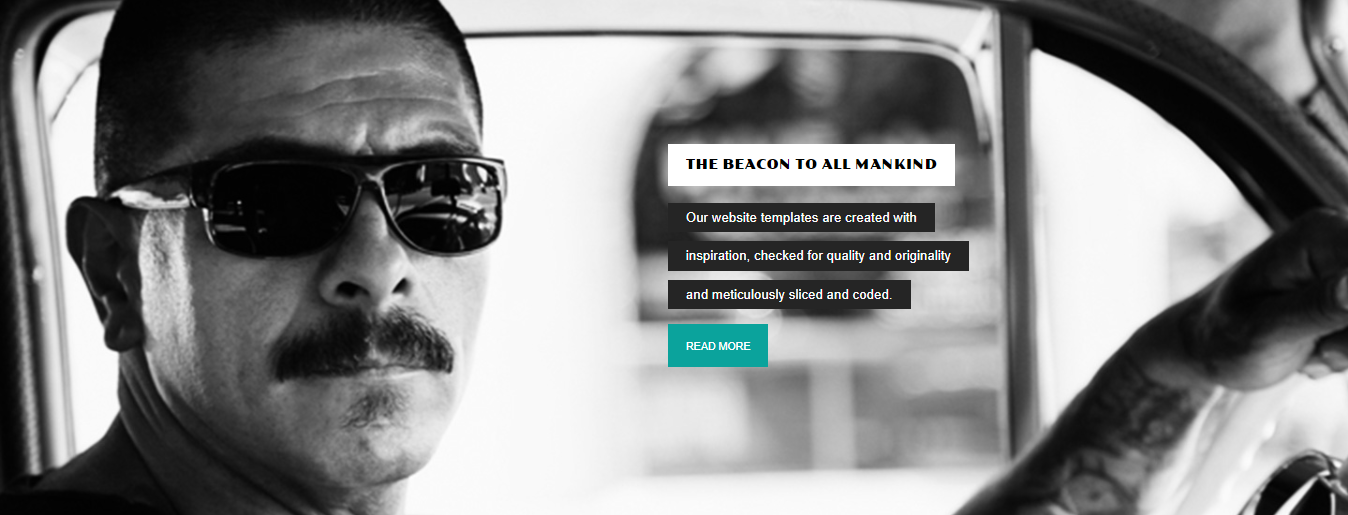 THE BEACON TO ALL MANKIND
Our website templates are created with
inspiration, checked for quality and originality
and meticulously sliced and coded.
READ MORE